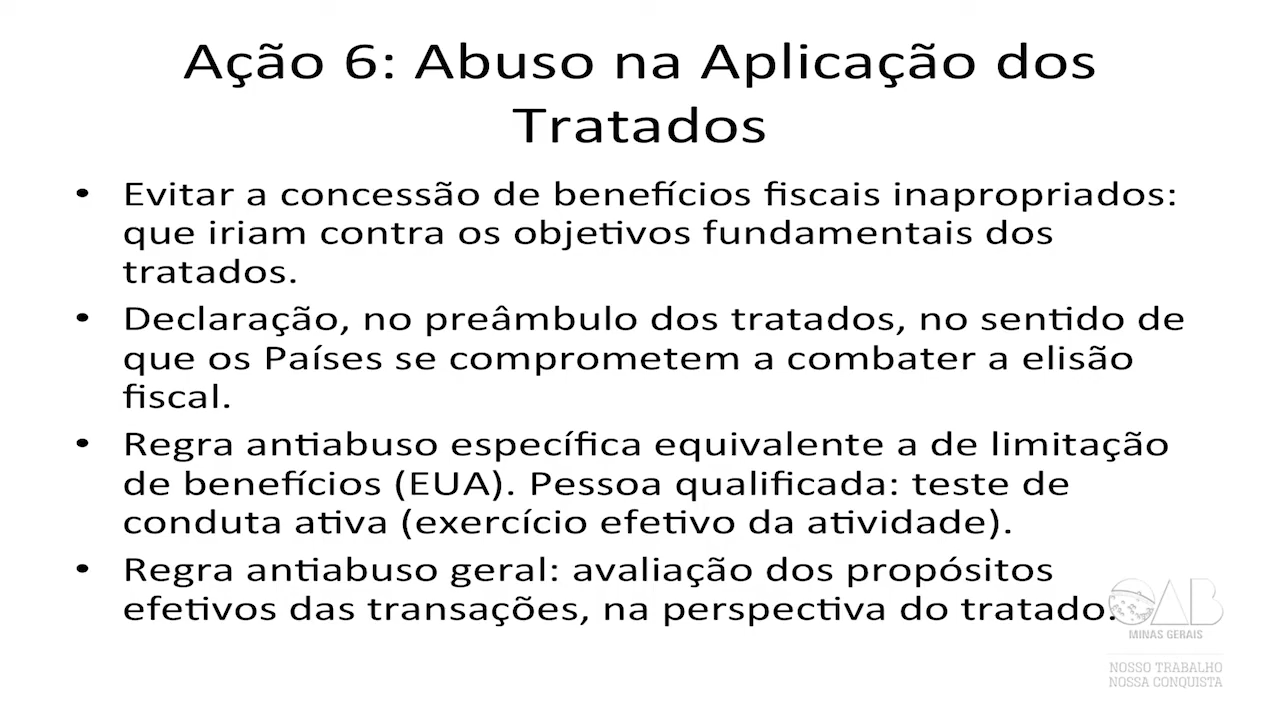 Ação 6: Abuso na Aplicação dos
Tratados
• Evitar a concessão de benefícios fiscais inapropriados:
que iriam contra os objetivos fundamentais dos
tratados.
• Declaração, no preâmbulo dos tratados, no sentido de
que os Países se comprometem a combater a elisão
fiscal.
• Regra antiabuso específica equivalente a de limitação
de benefícios (EUA). Pessoa qualificada: teste de
conduta ativa (exercício efetivo da atividade).
• Regra antiabuso geral: avaliação dos propósitos
efetivos das transações, na perspectiva do tratado.
OAB
MINAS GERAIS
NOSSO TRABALHO
NOSSA CONQUISTA